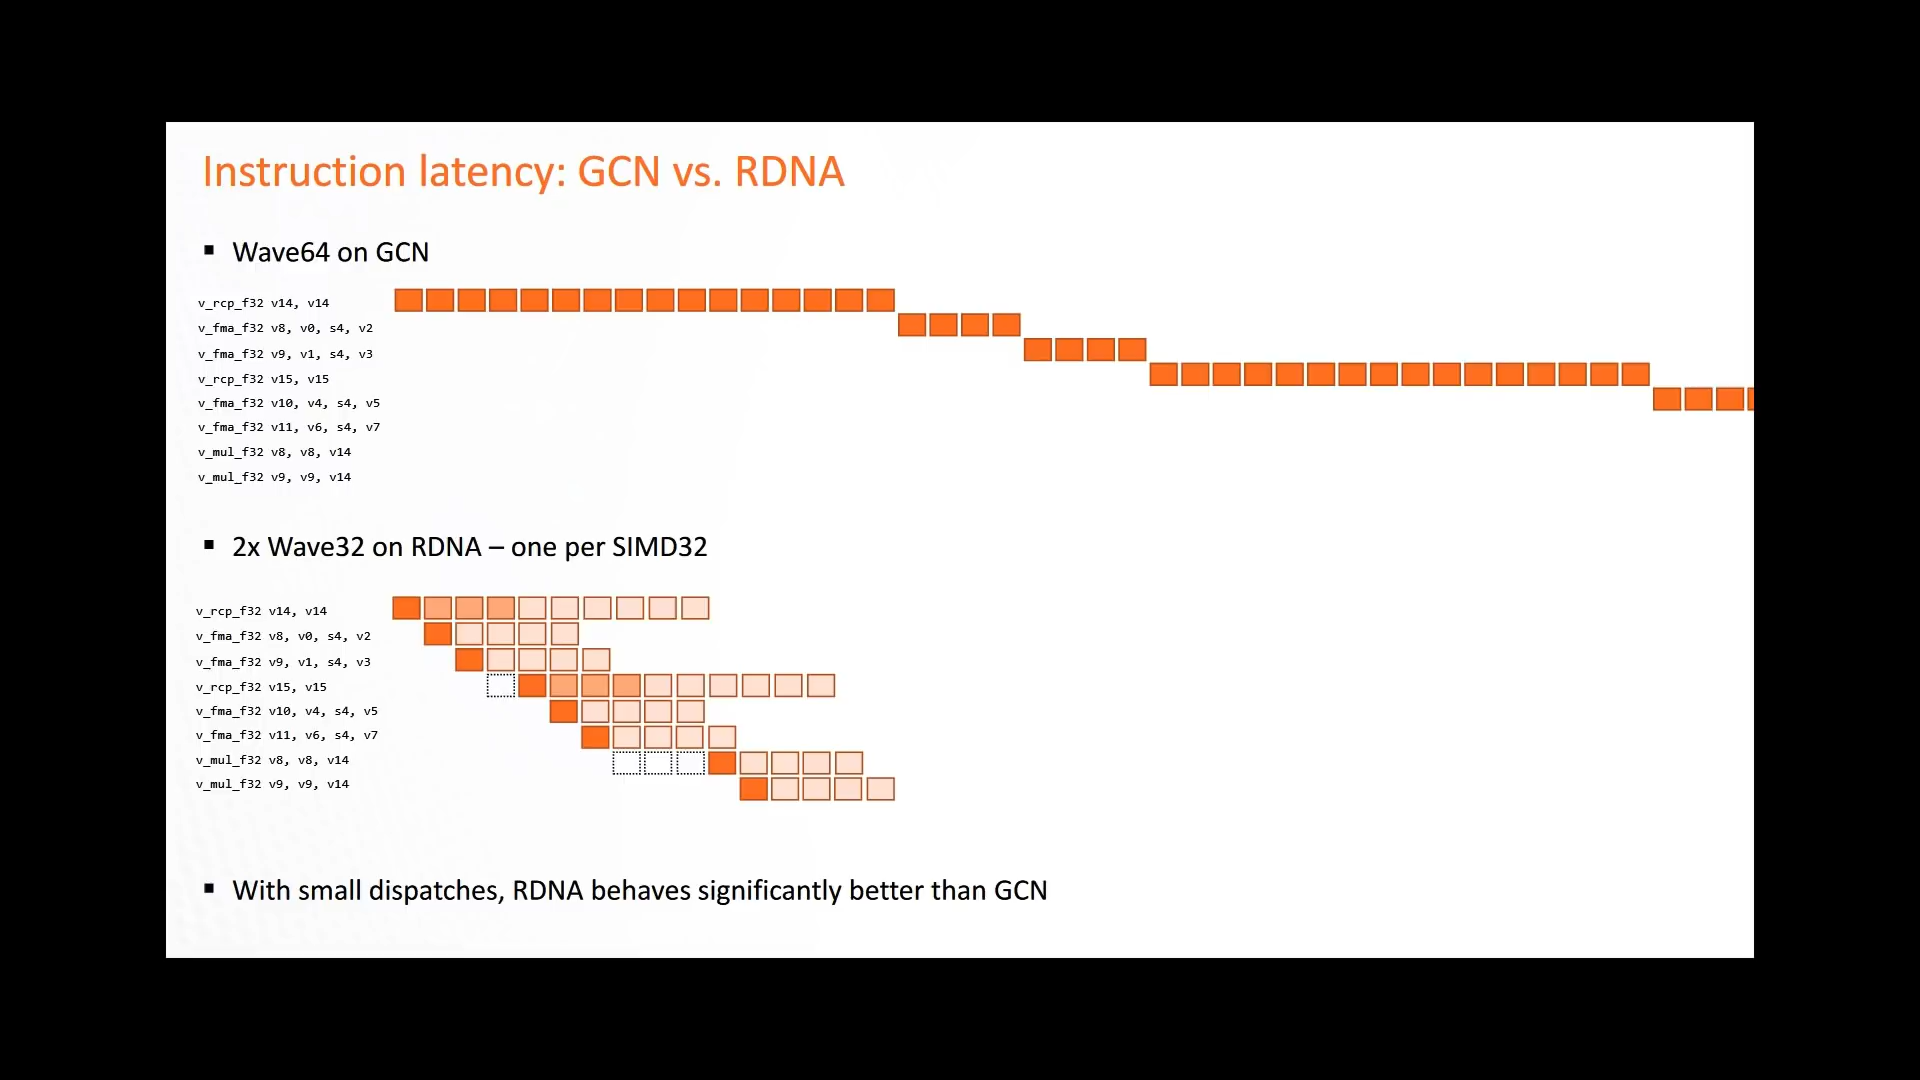 Instruction latency: GCN vs. RDNA
▪ Wave64 on GCN
v_rcp_f32 v14, v14
v_fma_f32 v8, v0, s4, v2
v_fma_f32 v9, v1, s4, v3
v_rcp_f32 v15, v15
v_fma_f32 v10, v4, s4, v5
v_fma_f32 v11, v6, s4, v7
v_mul_f32 v8, v8, v14
v_mul_f32 v9, v9, v14
▪ 2x Wave32 on RDNA – one per SIMD32
v_rcp_f32 v14, v14
v_fma_f32 v8, v0, s4, v2
v_fma_f32 v9, v1, s4, v3
v_rcp_f32 v15, v15
v_fma_f32 v10, v4, s4, v5
v_fma_f32 v11, v6, s4, v7
v_mul_f32 v8, v8, v14
v_mul_f32 v9, v9, v14
▪ With small dispatches, RDNA behaves significantly better than GCN